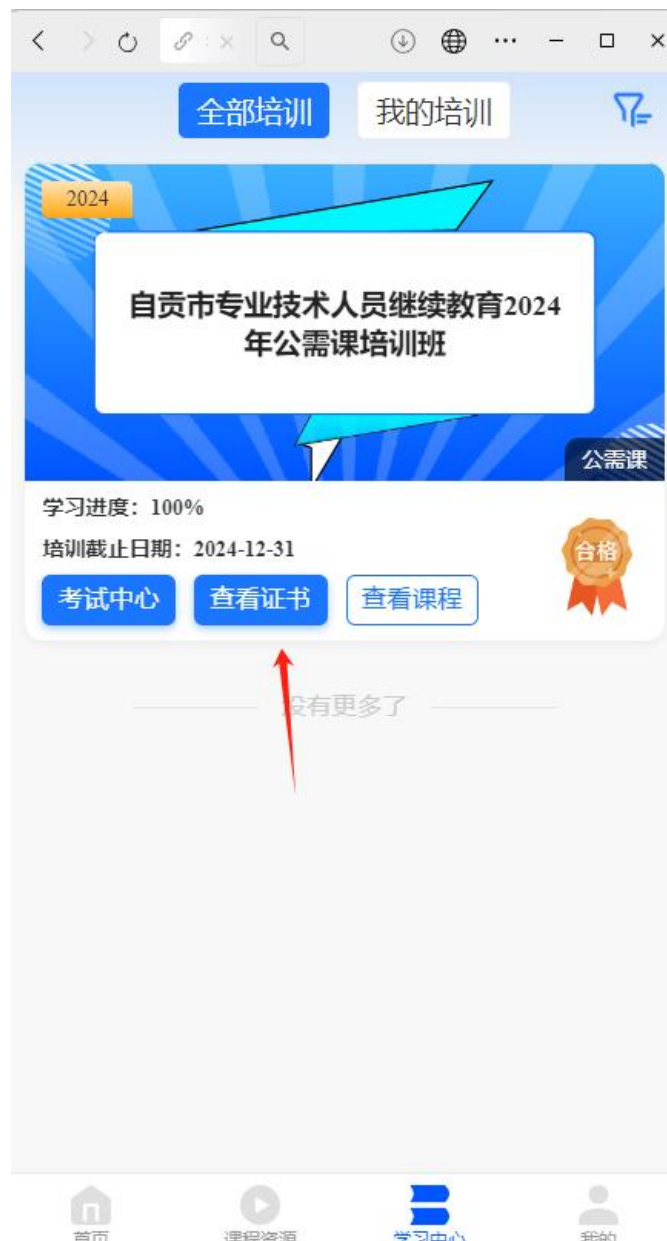 全部培训 我的培训
2024
自贡市专业技术人员继续教育2024
年公需课培训班
公需课
学习进度：100%
培训截止日期：2024-12-31
合格
考试中心 查看证书 查看课程
没有更多了
首页 课程资源 学习中心 我的